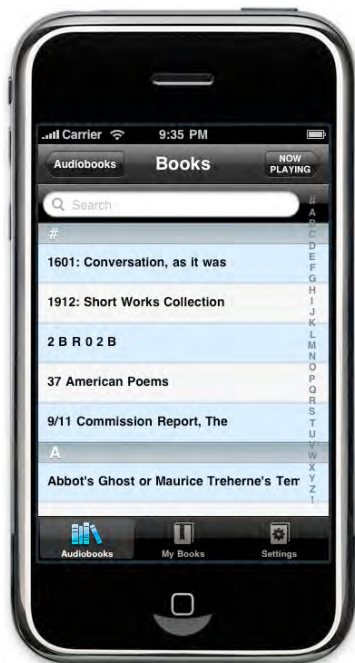 Carrier 9:35 PM
Audiobooks Books NOW PLAYING
Search
#
1601: Conversation, as it was
1912: Short Works Collection
2 B R 0 2 B
37 American Poems
9/11 Commission Report, The
A
Abbot's Ghost or Maurice Treherne's Tem
#
A
B
C
D
E
F
G
H
I
J
K
L
M
N
O
P
Q
R
S
T
U
V
W
X
Y
Z
!
Audiobooks My Books Settings